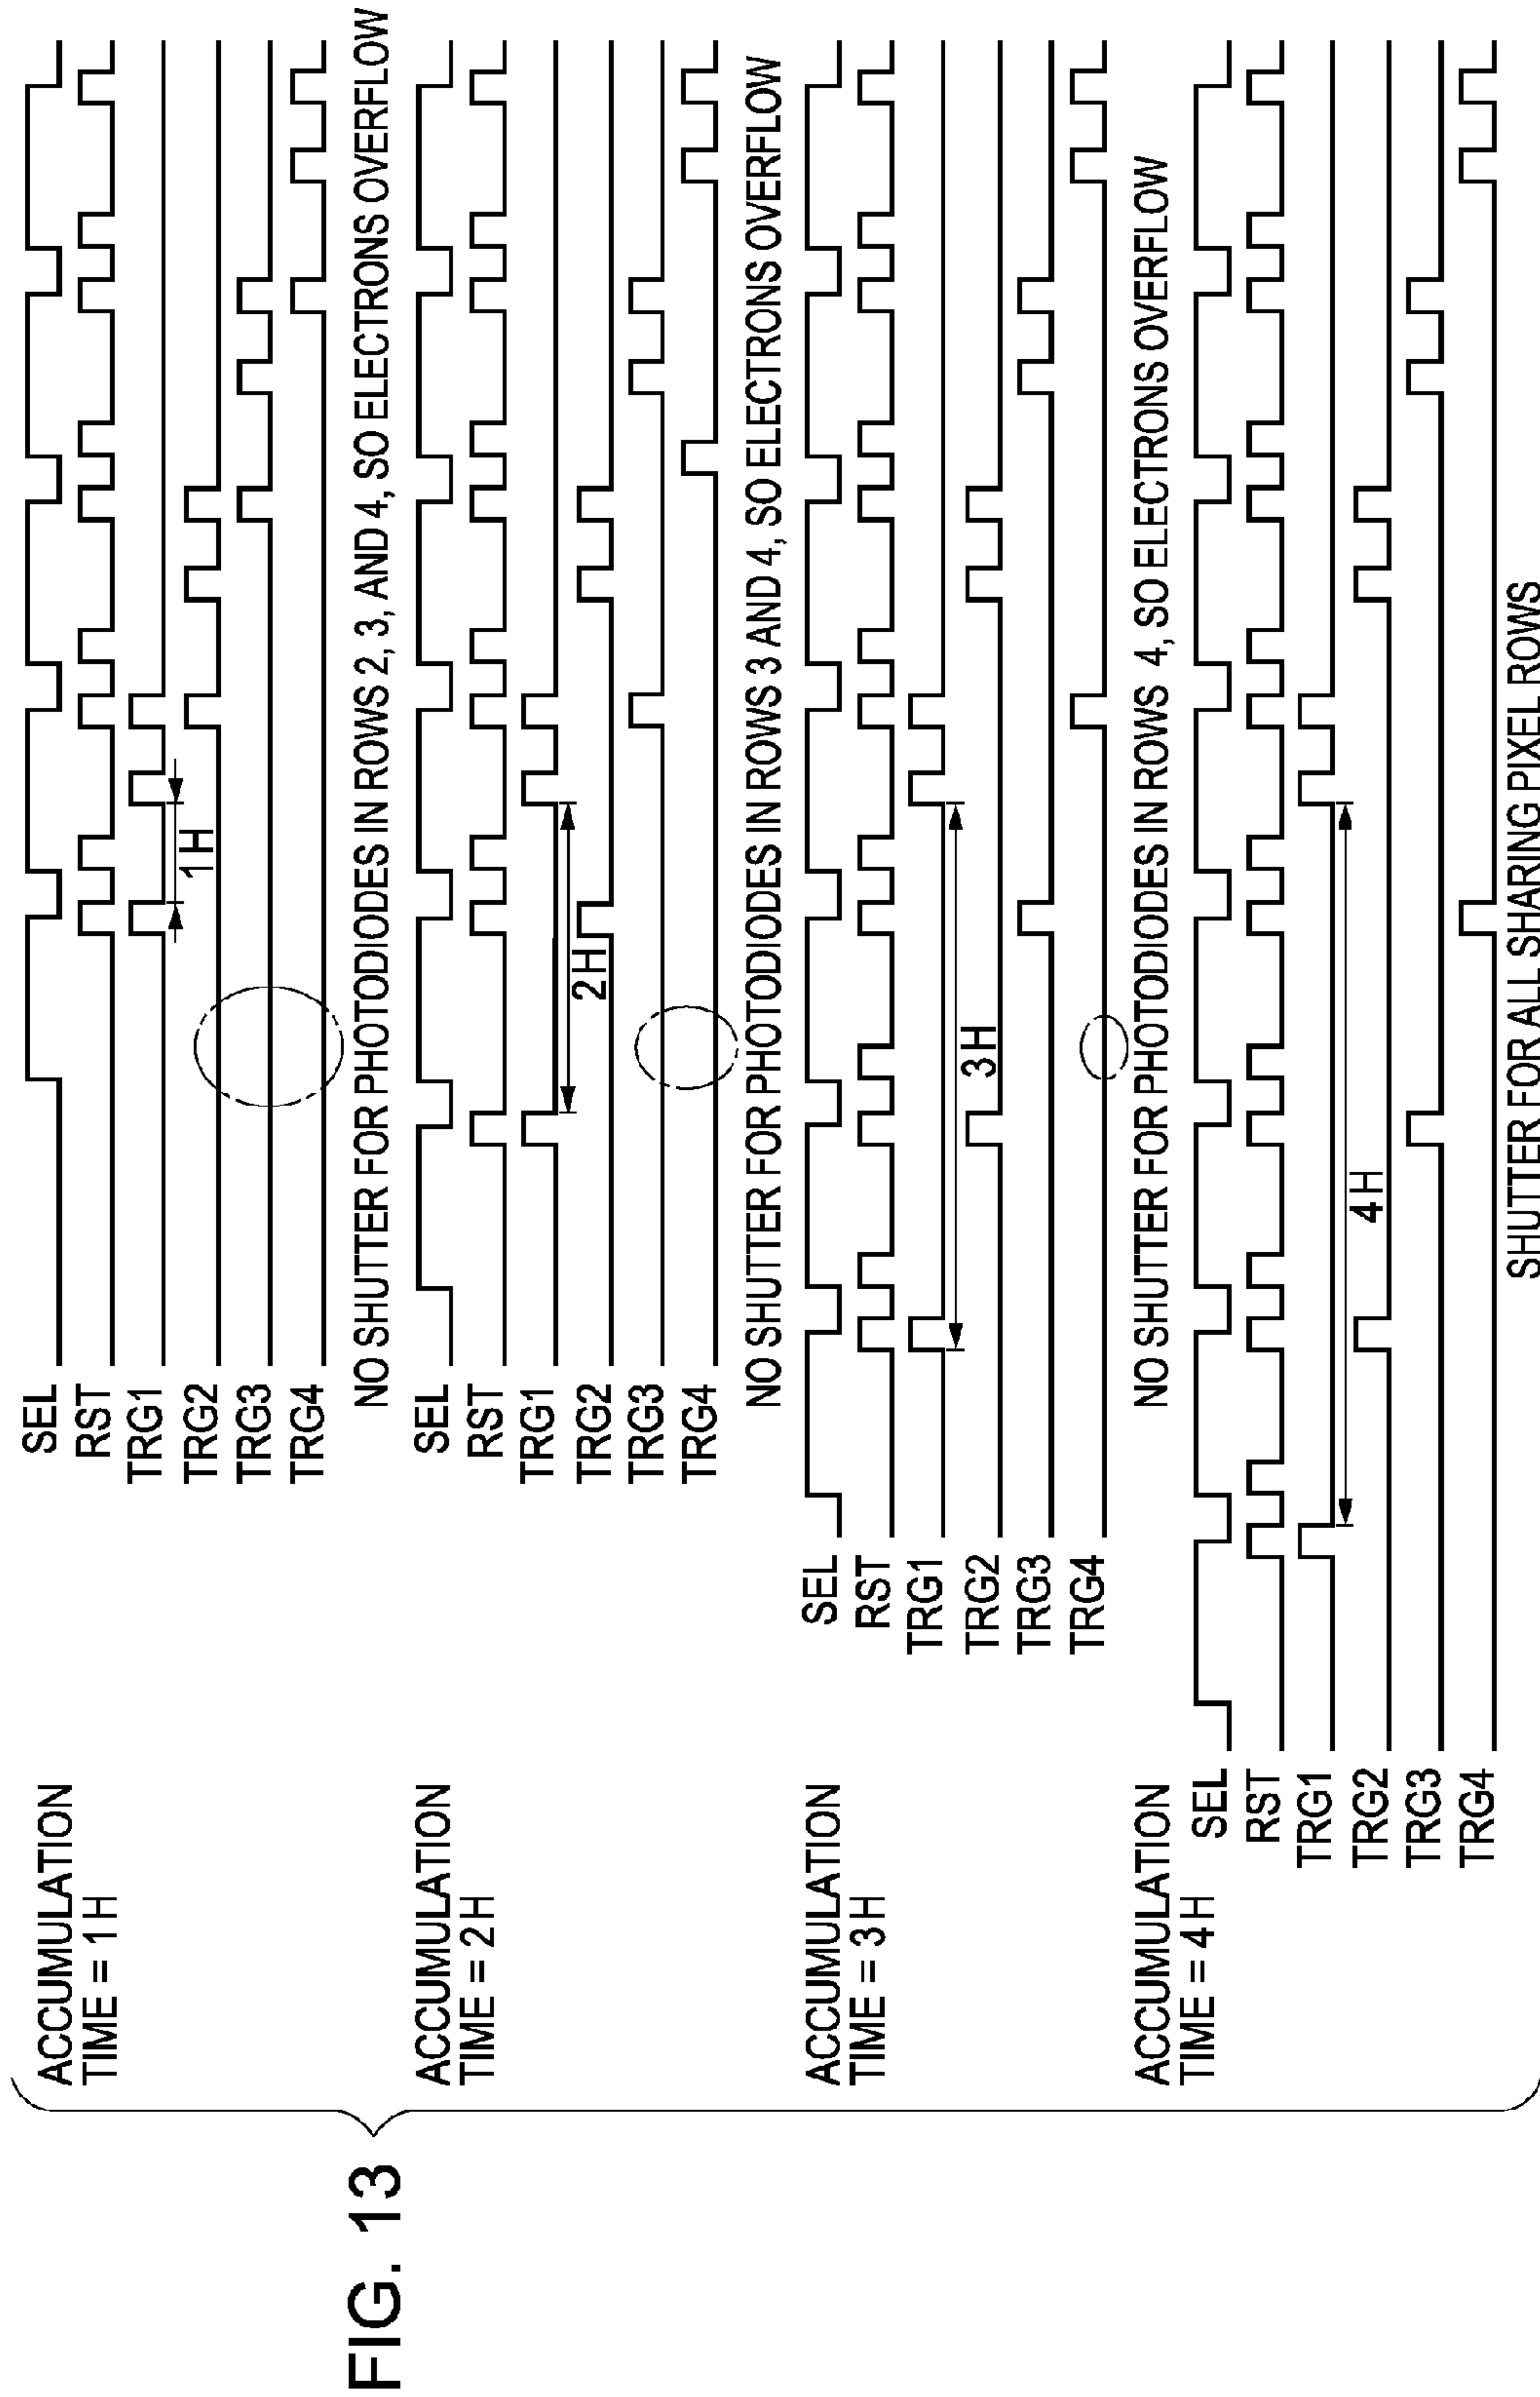 FIG. 13
ACCUMULATION
TIME = 1H
SEL
RST
TRG1
TRG2
TRG3
TRG4
1H
NO SHUTTER FOR PHOTODIODES IN ROWS 2, 3, AND 4, SO ELECTRONS OVERFLOW
ACCUMULATION
TIME = 2H
SEL
RST
TRG1
TRG2
TRG3
TRG4
2H
NO SHUTTER FOR PHOTODIODES IN ROWS 3 AND 4, SO ELECTRONS OVERFLOW
ACCUMULATION
TIME = 3H
SEL
RST
TRG1
TRG2
TRG3
TRG4
3H
NO SHUTTER FOR PHOTODIODES IN ROWS 4, SO ELECTRONS OVERFLOW
ACCUMULATION
TIME = 4H
SEL
RST
TRG1
TRG2
TRG3
TRG4
4H
SHUTTER FOR ALL SHARING PIXEL ROWS